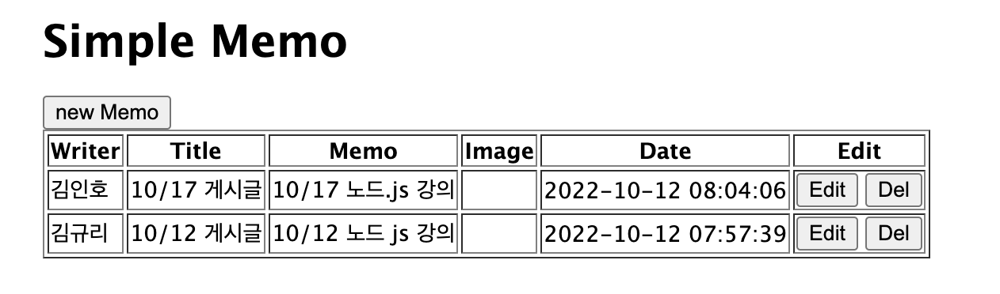 Simple Memo
new Memo
Writer Title Memo Image Date Edit
김인호 10/17 게시글 10/17 노드.js 강의 2022-10-12 08:04:06 Edit Del
김규리 10/12 게시글 10/12 노드 js 강의 2022-10-12 07:57:39 Edit Del